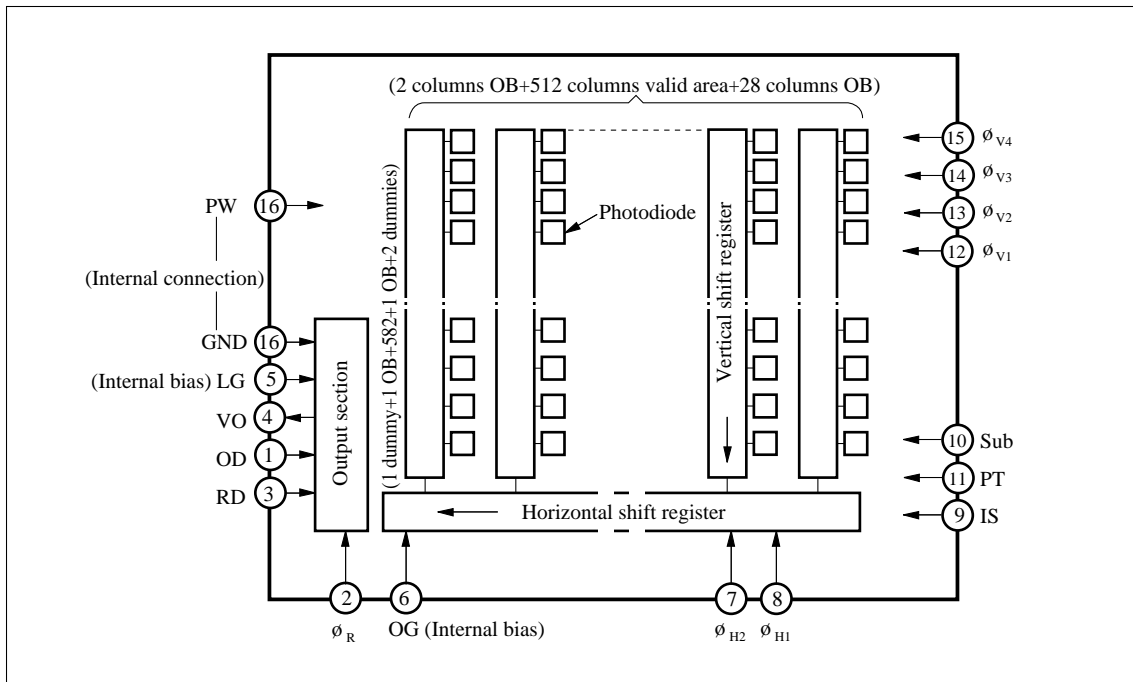 (2 columns OB+512 columns valid area+28 columns OB)
15 ø V4
14 ø V3
13 ø V2
12 ø V1
PW 16
(Internal connection)
GND 16
(Internal bias) LG 5
VO 4
OD 1
RD 3
Output section
(1 dummy+1 OB+582+1 OB+2 dummies)
Photodiode
Vertical shift register
Horizontal shift register
10 Sub
11 PT
9 IS
2 6 7 8
ø R
OG (Internal bias)
ø H2
ø H1